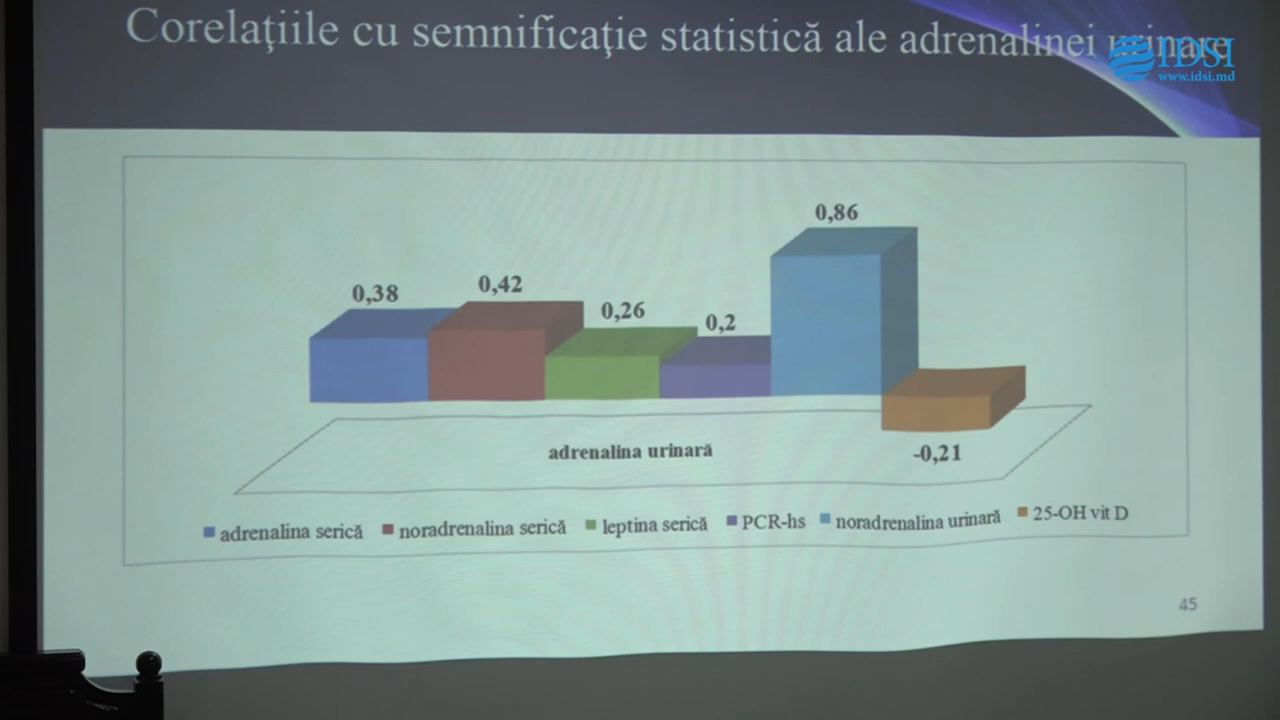 Corelaţiile cu semnificaţie statistică ale adrenalinei urinare
IDSI
www.idsi.md
0,86
0,42
0,38
0,26
0,2
adrenalina urinară
-0,21
adrenalina serică noradrenalina serică leptina serică PCR-hs noradrenalina urinară 25-OH vit D
45